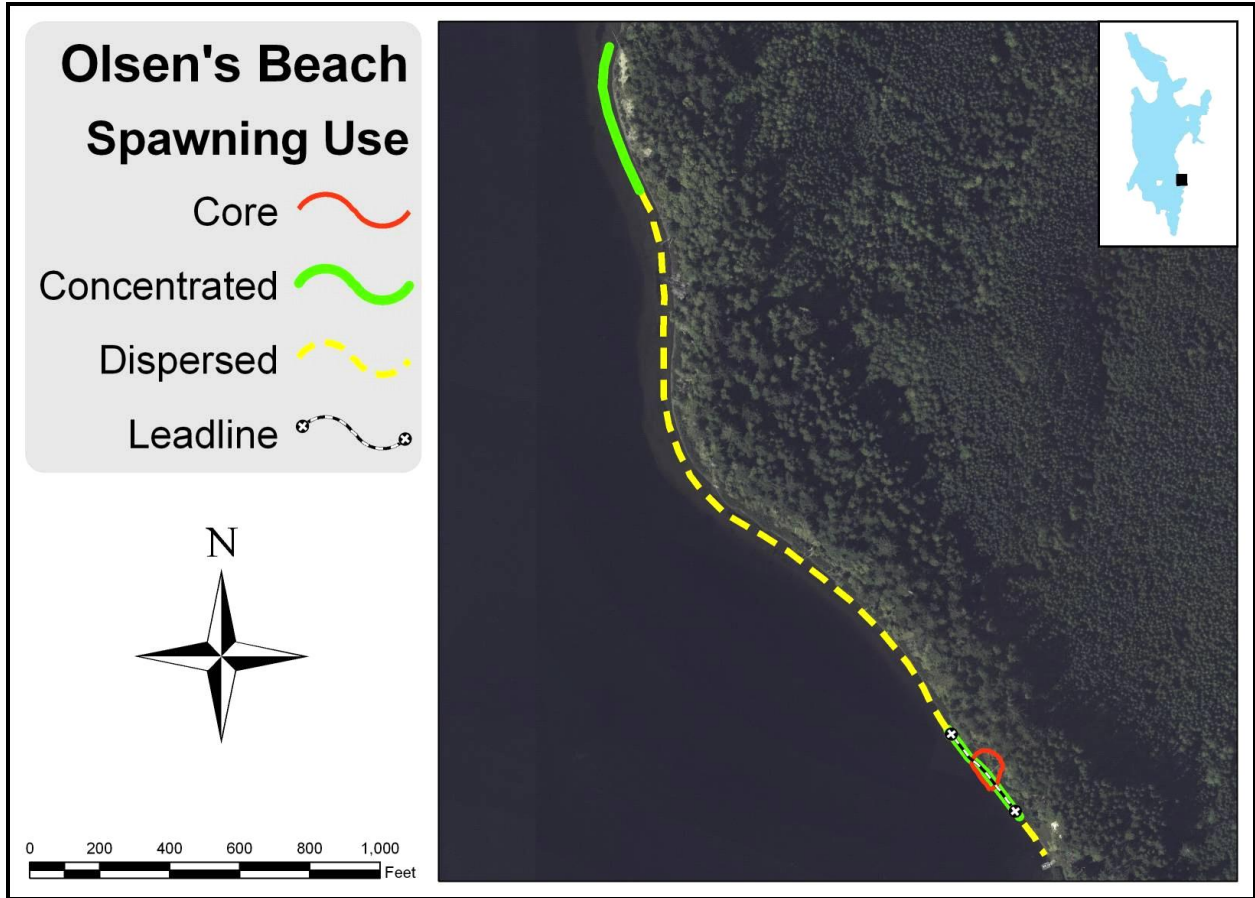 Olsen's Beach
Spawning Use
Core
Concentrated
Dispersed
Leadline
N
0 200 400 600 800 1,000
Feet